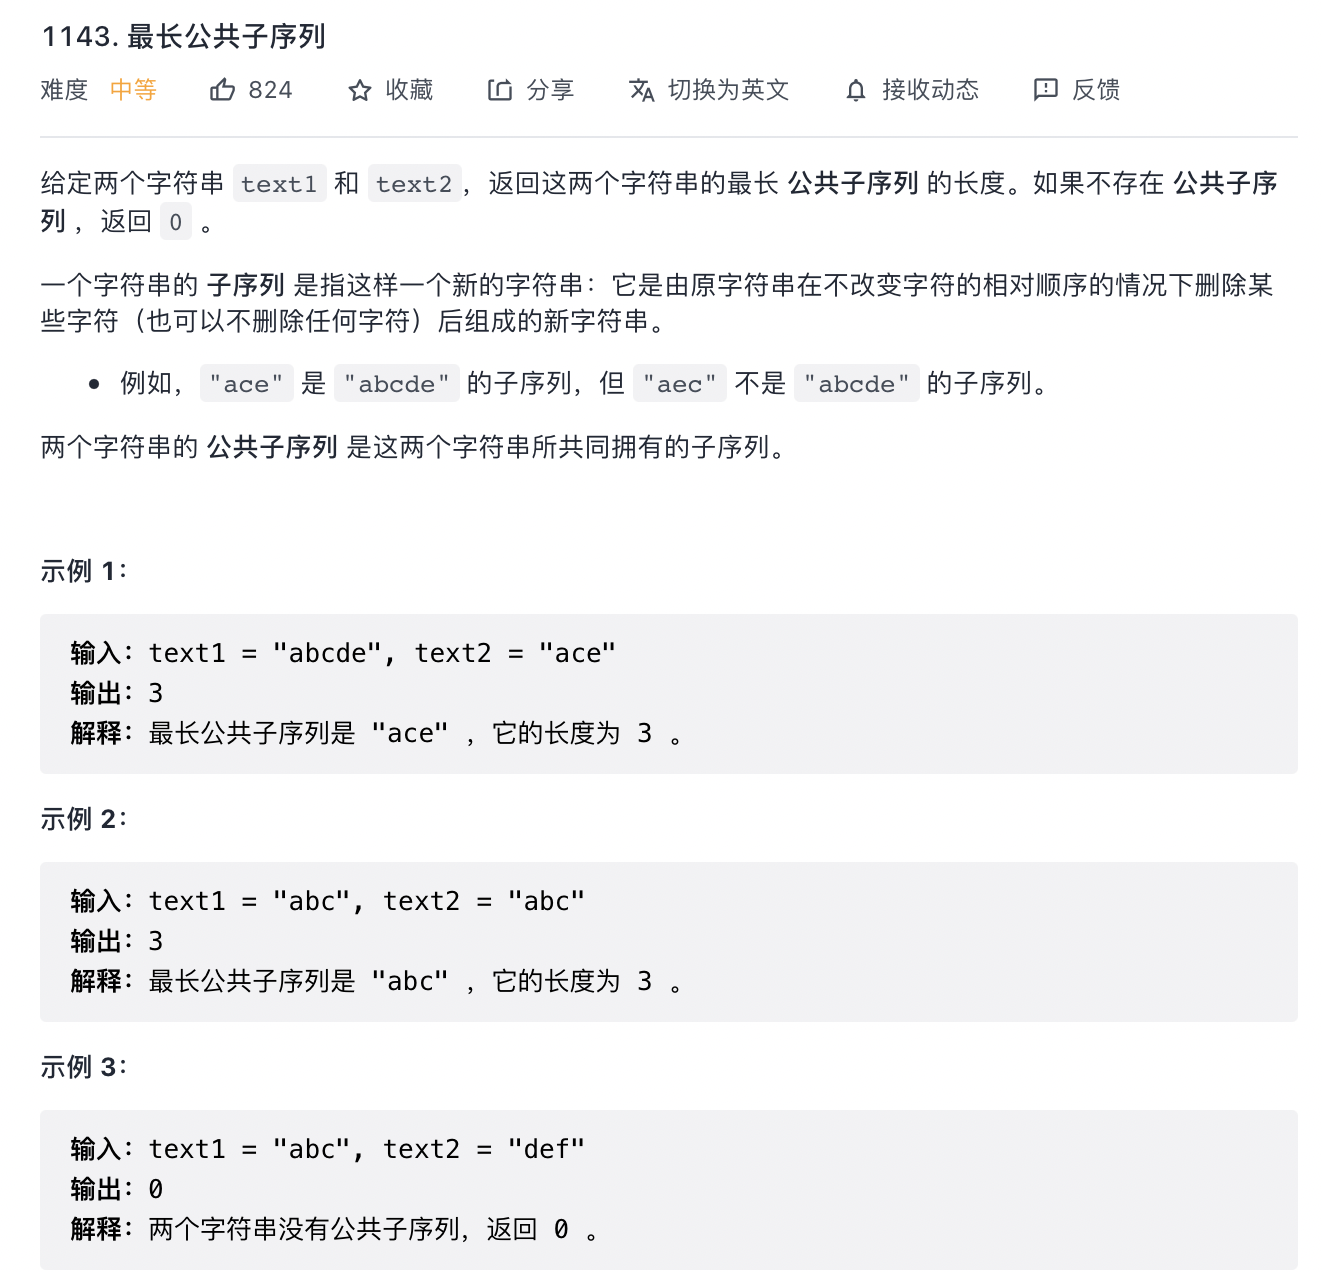 1143. 最长公共子序列
难度 中等 824 收藏 分享 切换为英文 接收动态 反馈
给定两个字符串 text1 和 text2，返回这两个字符串的最长 公共子序列 的长度。如果不存在 公共子序
列 ，返回 0 。
一个字符串的 子序列 是指这样一个新的字符串：它是由原字符串在不改变字符的相对顺序的情况下删除某
些字符（也可以不删除任何字符）后组成的新字符串。
• 例如，"ace" 是 "abcde" 的子序列，但 "aec" 不是 "abcde" 的子序列。
两个字符串的 公共子序列 是这两个字符串所共同拥有的子序列。
示例 1：
输入：text1 = "abcde", text2 = "ace"
输出：3
解释：最长公共子序列是 "ace" ，它的长度为 3 。
示例 2：
输入：text1 = "abc", text2 = "abc"
输出：3
解释：最长公共子序列是 "abc" ，它的长度为 3 。
示例 3：
输入：text1 = "abc", text2 = "def"
输出：0
解释：两个字符串没有公共子序列，返回 0 。